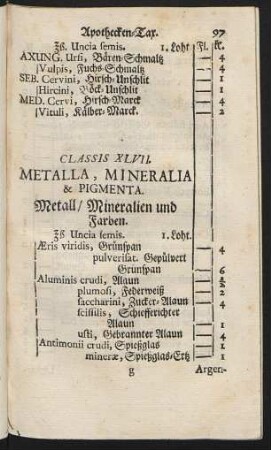 Apothecken/Tax. 97
℥ß. Uncia semis. 1. Loht Fl. kr.
AXUNG. Ursi, Bären-Schmaltz — 4
Vulpis, Fuchs-Schmaltz — 4
SEB. Cervini, Hirsch-Unschlit — 1
Hircini, Böck-Unschlit — 1
MED. Cervi, Hirsch-Marck — 4
Vituli, Kälber-Marck. — 2
CLASSIS XLVII.
METALLA, MINERALIA
& PIGMENTA.
Metall/ Mineralien und
Farben.
℥ß Uncia semis. 1. Loht.
Æris viridis, Grünspan — 4
pulverisat. Gepülvert
Grünspan — 6
Aluminis crudi, Alaun
plumosi, Federweiß — 2
saccharini, Zucker-Alaun — 4
scissilis, Schiefferichter
Alaun — 1
usti, Gebrannter Alaun — 4
Antimonii crudi, Spießglas — 1
mineræ, Spießglas-Ertz — 1
g Argen-